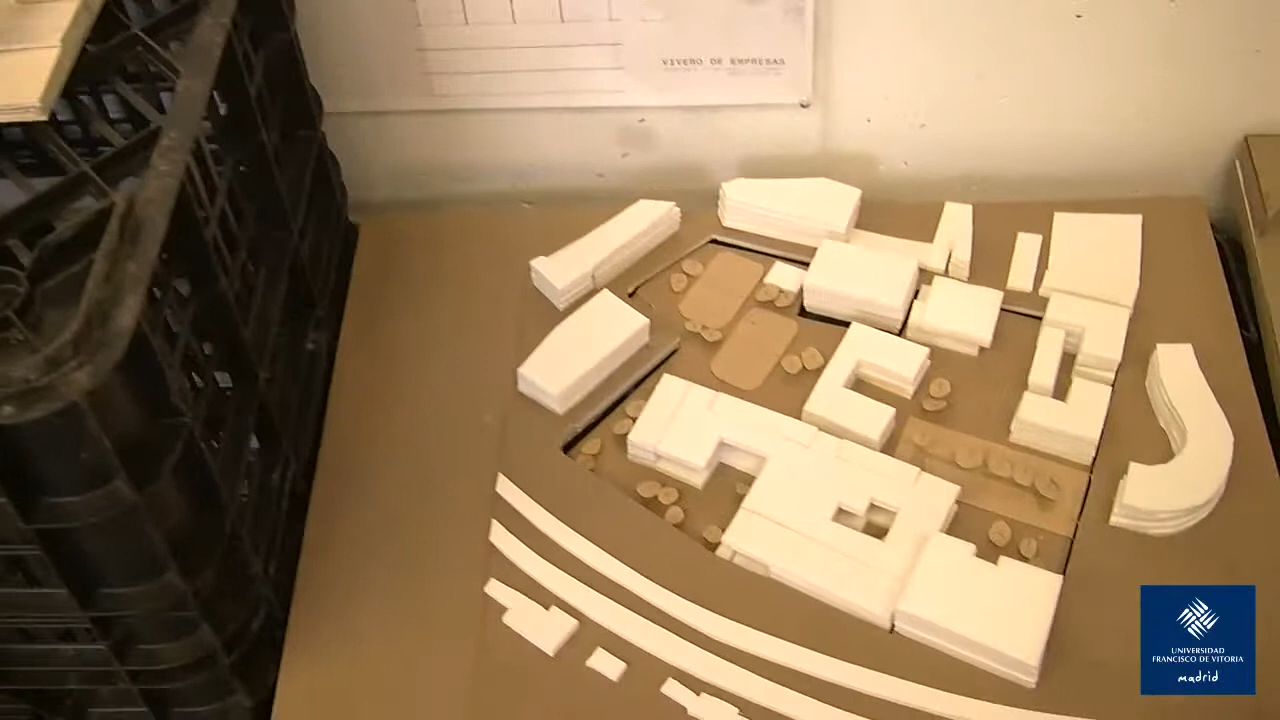 VIVERO DE EMPRESAS
UNIVERSIDAD
FRANCISCO DE VITORIA
madrid